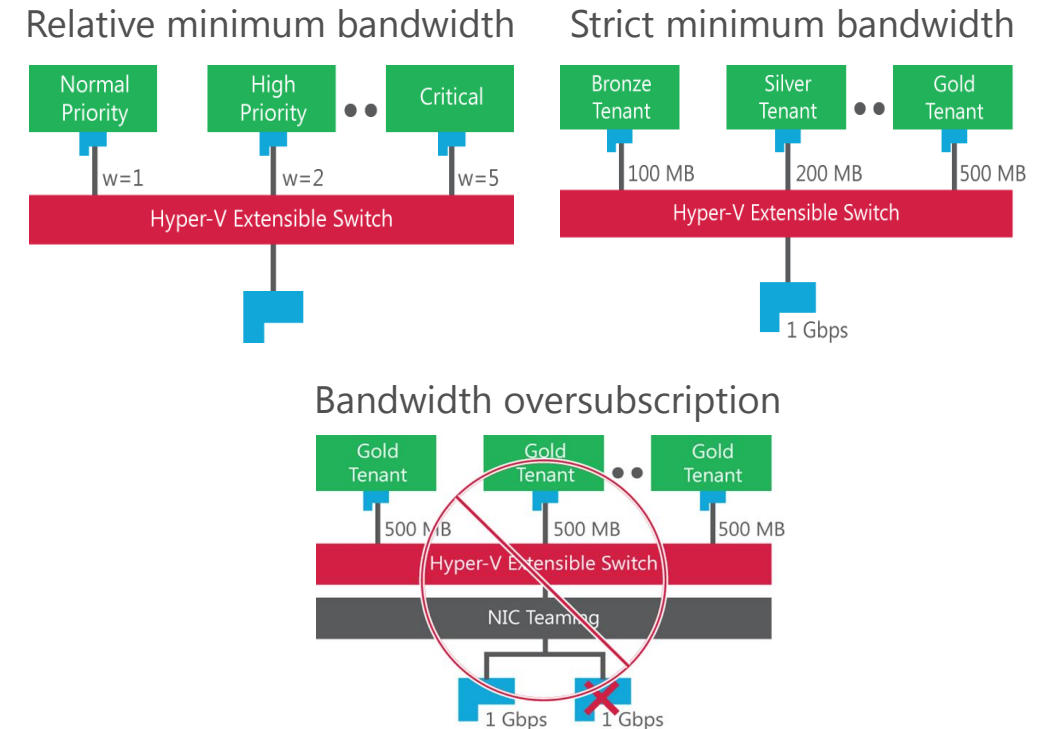 Relative minimum bandwidth
Normal
Priority
High
Priority
Critical
w=1
w=2
w=5
Hyper-V Extensible Switch
Strict minimum bandwidth
Bronze
Tenant
Silver
Tenant
Gold
Tenant
100 MB
200 MB
500 MB
Hyper-V Extensible Switch
1 Gbps
Bandwidth oversubscription
Gold
Tenant
Gold
Tenant
Gold
Tenant
500 MB
500 MB
500 MB
Hyper-V Extensible Switch
NIC Teaming
1 Gbps
1 Gbps